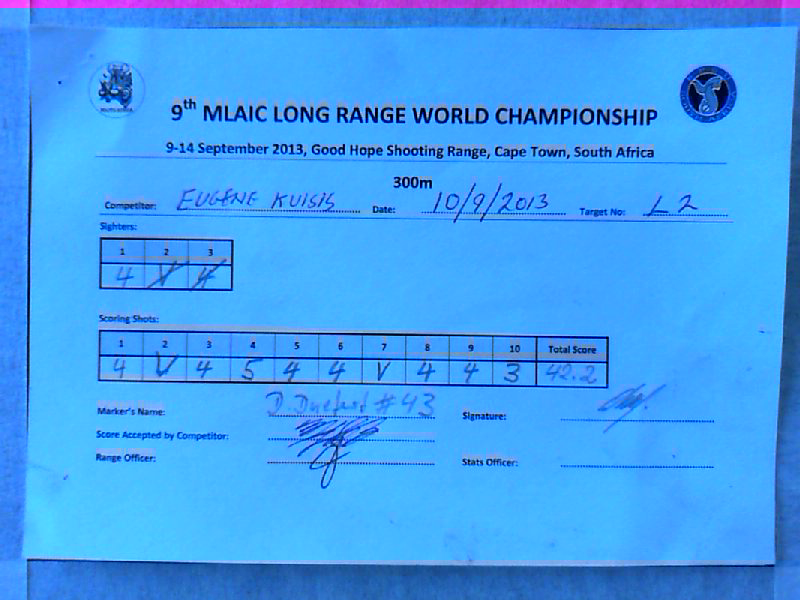 9th MLAIC LONG RANGE WORLD CHAMPIONSHIP
9-14 September 2013, Good Hope Shooting Range, Cape Town, South Africa
300m
Competitor: EUGENE KUISIS Date: 10/9/2013 Target No: L 2
Sighters:
1 2 3
4 V 4
Scoring Shots:
1 2 3 4 5 6 7 8 9 10 Total Score
4 V 4 5 4 4 V 4 4 3 42.2
Marker's Name: D #43 Signature:
Score Accepted by Competitor:
Range Officer: Stats Officer: